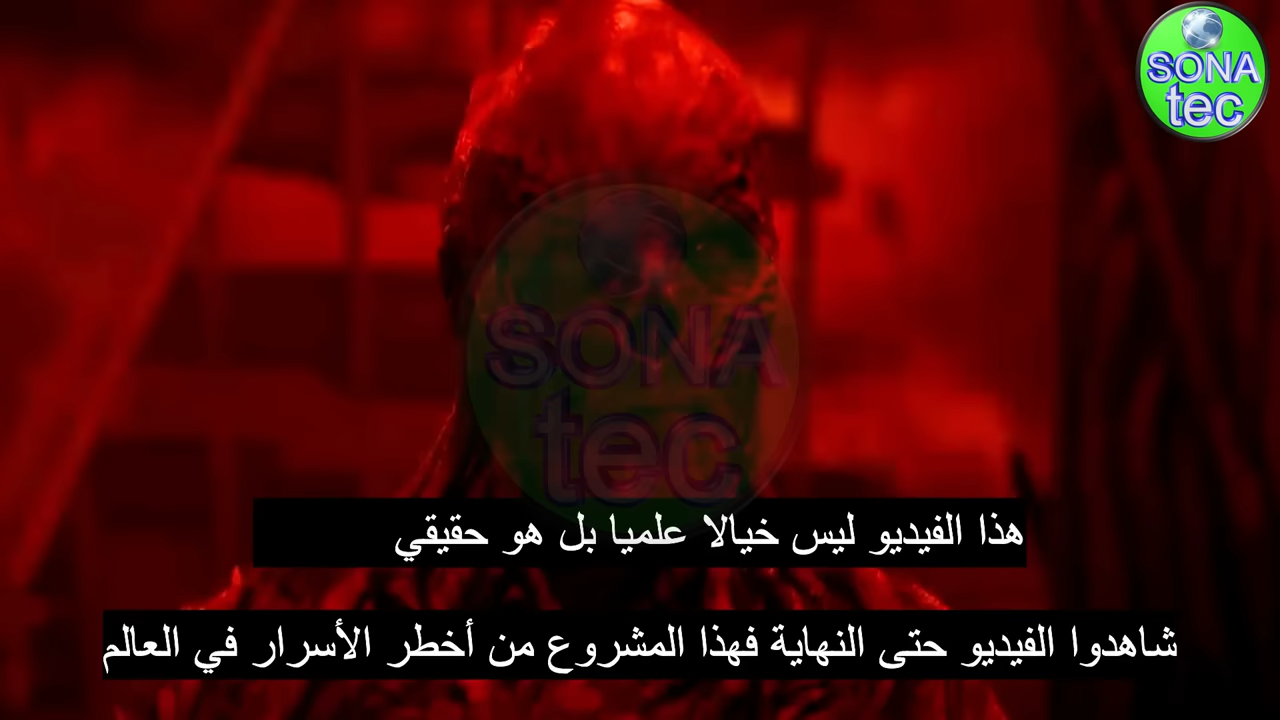 SONA
tec
SONA
tec
هذا الفيديو ليس خيالا علميا بل هو حقيقي
شاهدوا الفيديو حتى النهاية فهذا المشروع من أخطر الأسرار في العالم